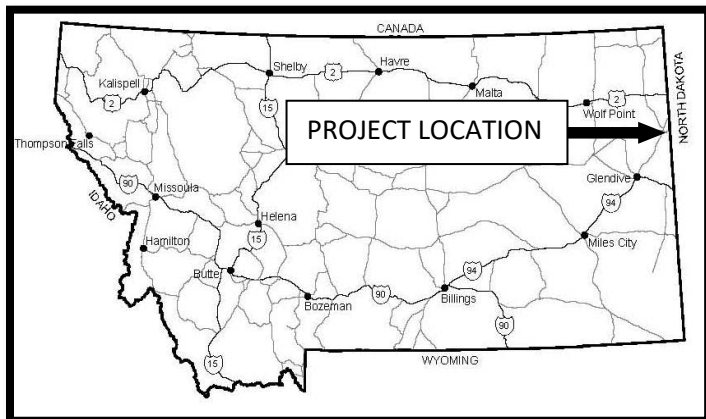 CANADA
Shelby
Havre
Kalispell
2
2
Malta
15
2
Wolf Point
PROJECT LOCATION
NORTH DAKOTA
Thompson Falls
Glendive
90
Missoula
94
IDAHO
Helena
Miles City
Hamilton
15
Butte
94
90
Billings
Bozeman
90
WYOMING
15